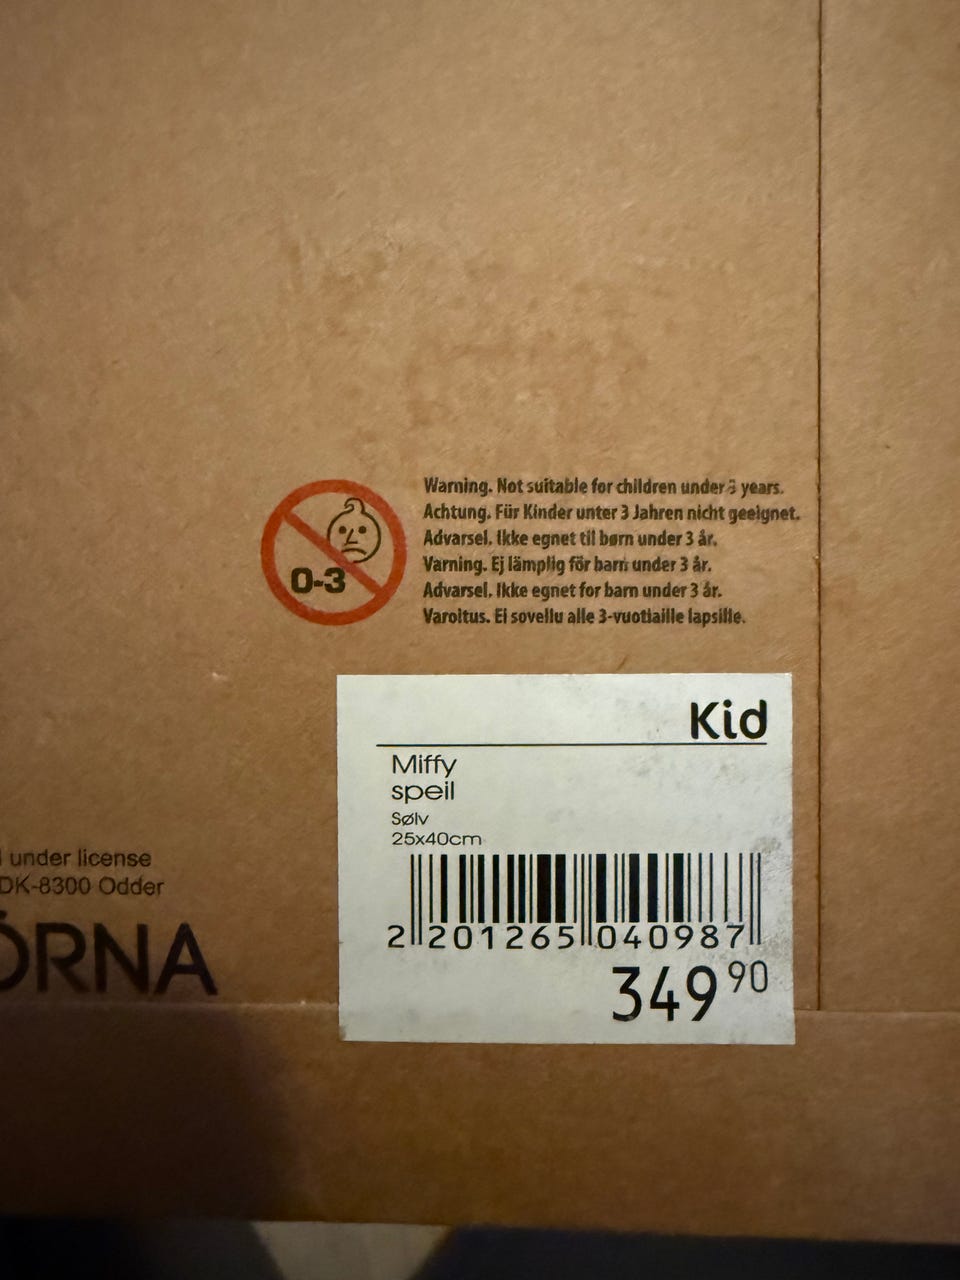 Warning. Not suitable for children under 3 years.
Achtung. Für Kinder unter 3 Jahren nicht geeignet.
Advarsel. Ikke egnet til børn under 3 år.
Varning. Ej lämplig för barn under 3 år.
Advarsel. Ikke egnet for barn under 3 år.
Varoitus. Ei sovellu alle 3-vuotiaille lapsille.
0-3
Kid
Miffy
speil
Sølv
25x40cm
2 201265 040987
349 90
under license
DK-8300 Odder
ÖRNA